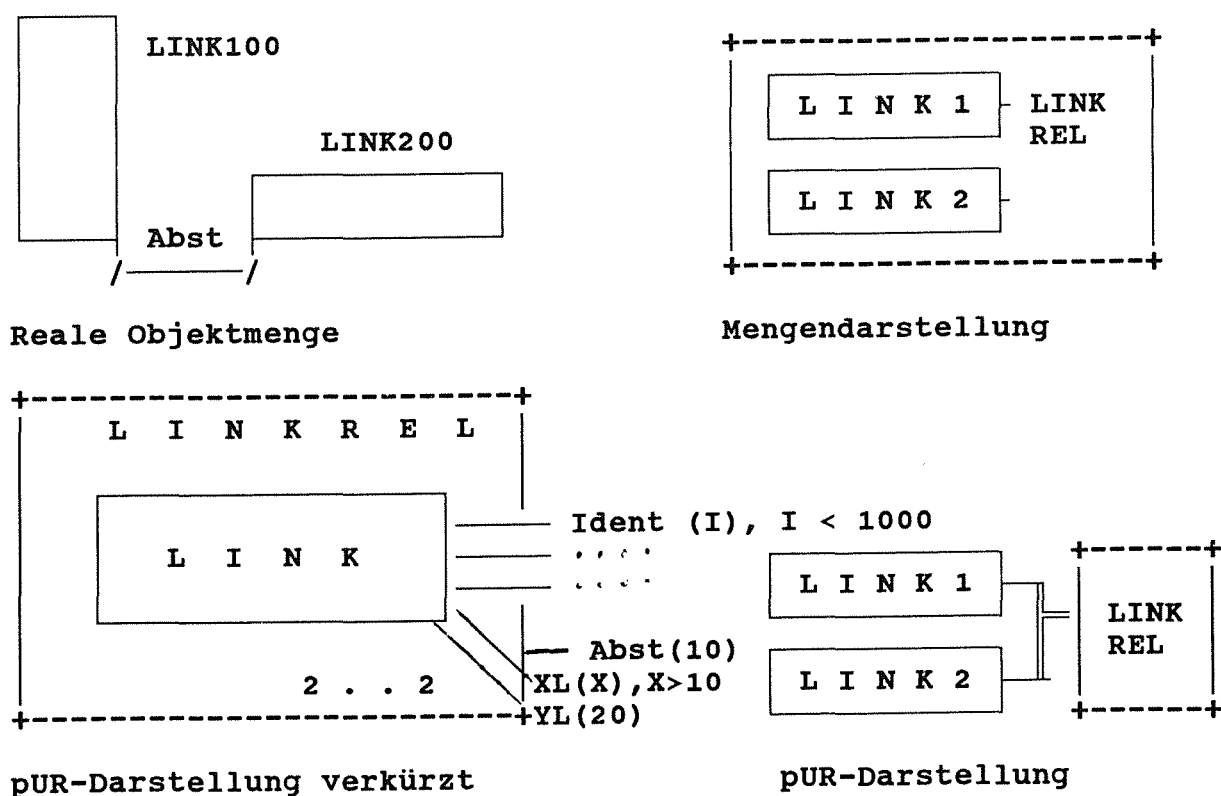 LINK100
LINK200
Abst
Reale Objektmenge
L I N K 1
LINK
REL
L I N K 2
Mengendarstellung
L I N K R E L
L I N K
Ident (I), I < 1000
. . . .
. . . .
Abst(10)
XL(X),X>10
YL(20)
2 . . 2
pUR-Darstellung verkürzt
L I N K 1
L I N K 2
LINK
REL
pUR-Darstellung